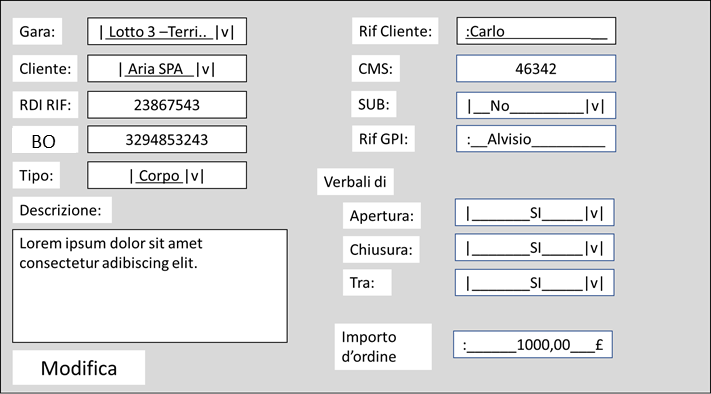 Gara: | Lotto 3 –Terri.. |v|
Cliente: | Aria SPA |v|
RDI RIF: 23867543
BO 3294853243
Tipo: | Corpo |v|
Descrizione:
Lorem ipsum dolor sit amet
consectetur adibiscing elit.
Modifica
Rif Cliente: :Carlo______________ __
CMS: 46342
SUB: |__No_________|v|
Rif GPI: :__Alvisio__________
Verbali di
Apertura: |_______SI_____|v|
Chiusura: |_______SI_____|v|
Tra: |_______SI_____|v|
Importo
d’ordine :______1000,00___£